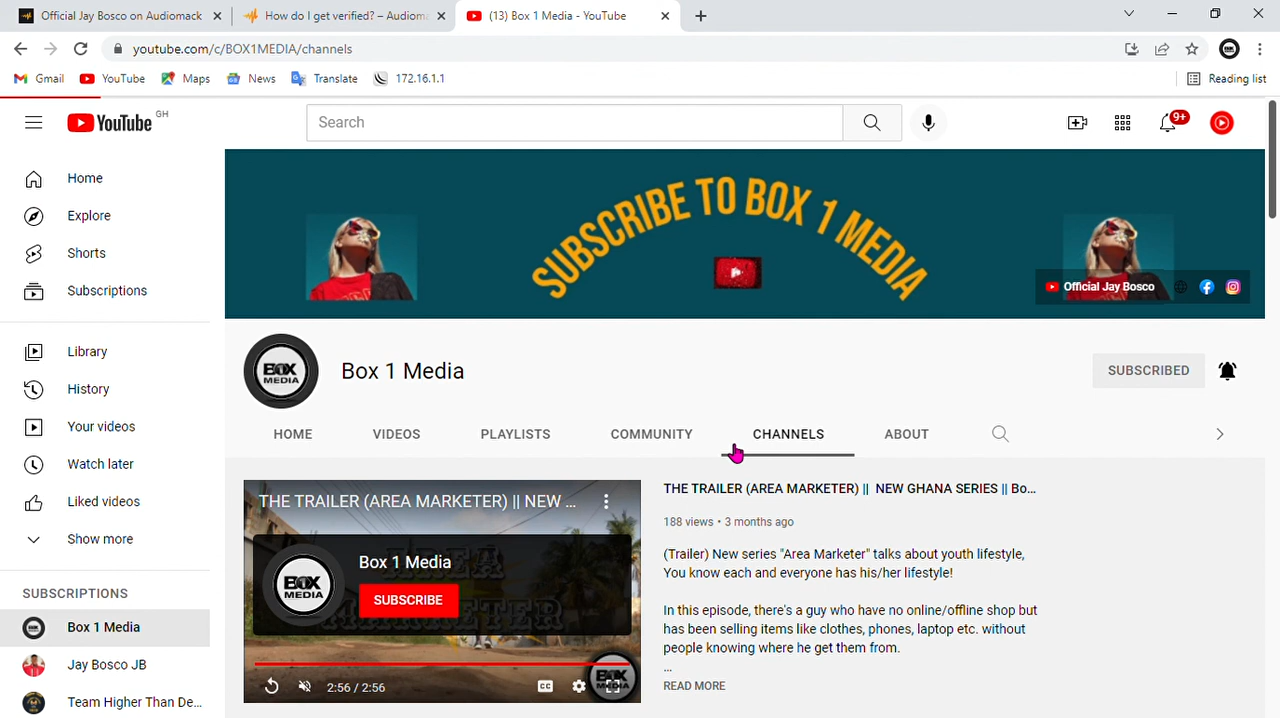 Official Jay Bosco on Audiomack
How do I get verified? – Audiom
(13) Box 1 Media - YouTube
youtube.com/c/BOX1MEDIA/channels
Gmail
YouTube
Maps
News
Translate
172.16.1.1
Reading list
YouTube GH
Search
9+
SUBSCRIBE TO BOX 1 MEDIA
Official Jay Bosco
Home
Explore
Shorts
Subscriptions
Library
History
Your videos
Watch later
Liked videos
Show more
SUBSCRIPTIONS
Box 1 Media
Jay Bosco JB
Team Higher Than De...
BOX
MEDIA
Box 1 Media
SUBSCRIBED
HOME
VIDEOS
PLAYLISTS
COMMUNITY
CHANNELS
ABOUT
THE TRAILER (AREA MARKETER) || NEW ...
AREA
MARKETER
BOX
MEDIA
Box 1 Media
SUBSCRIBE
2:56 / 2:56
CC
BOX
MEDIA
THE TRAILER (AREA MARKETER) || NEW GHANA SERIES || Bo...
188 views • 3 months ago
(Trailer) New series "Area Marketer" talks about youth lifestyle,
You know each and everyone has his/her lifestyle!
In this episode, there's a guy who have no online/offline shop but
has been selling items like clothes, phones, laptop etc. without
people knowing where he get them from.
...
READ MORE